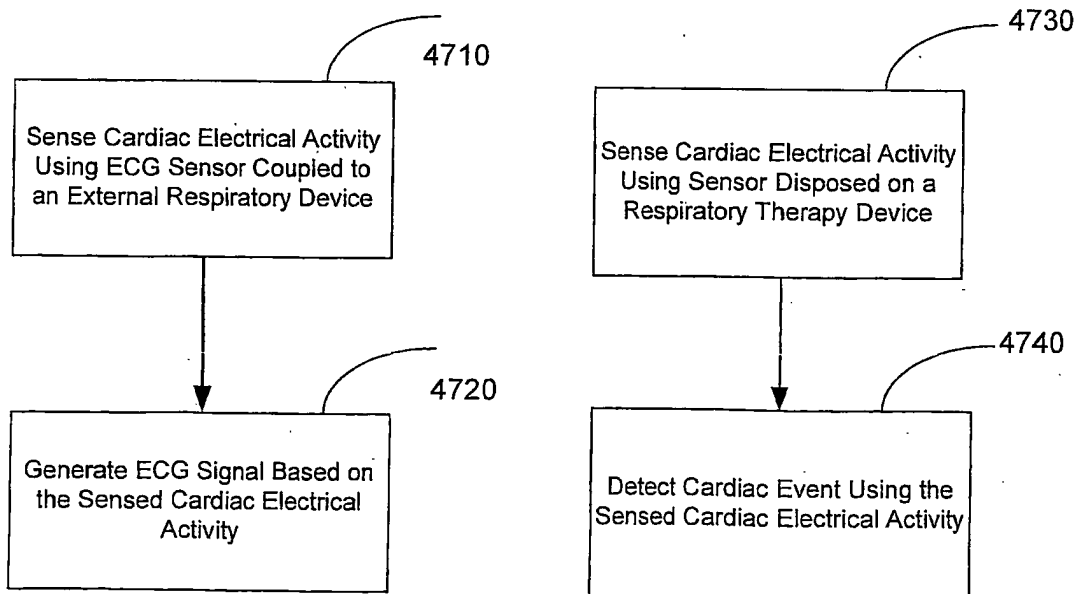 4710
Sense Cardiac Electrical Activity
Using ECG Sensor Coupled to
an External Respiratory Device
4720
Generate ECG Signal Based on
the Sensed Cardiac Electrical
Activity
4730
Sense Cardiac Electrical Activity
Using Sensor Disposed on a
Respiratory Therapy Device
4740
Detect Cardiac Event Using the
Sensed Cardiac Electrical Activity